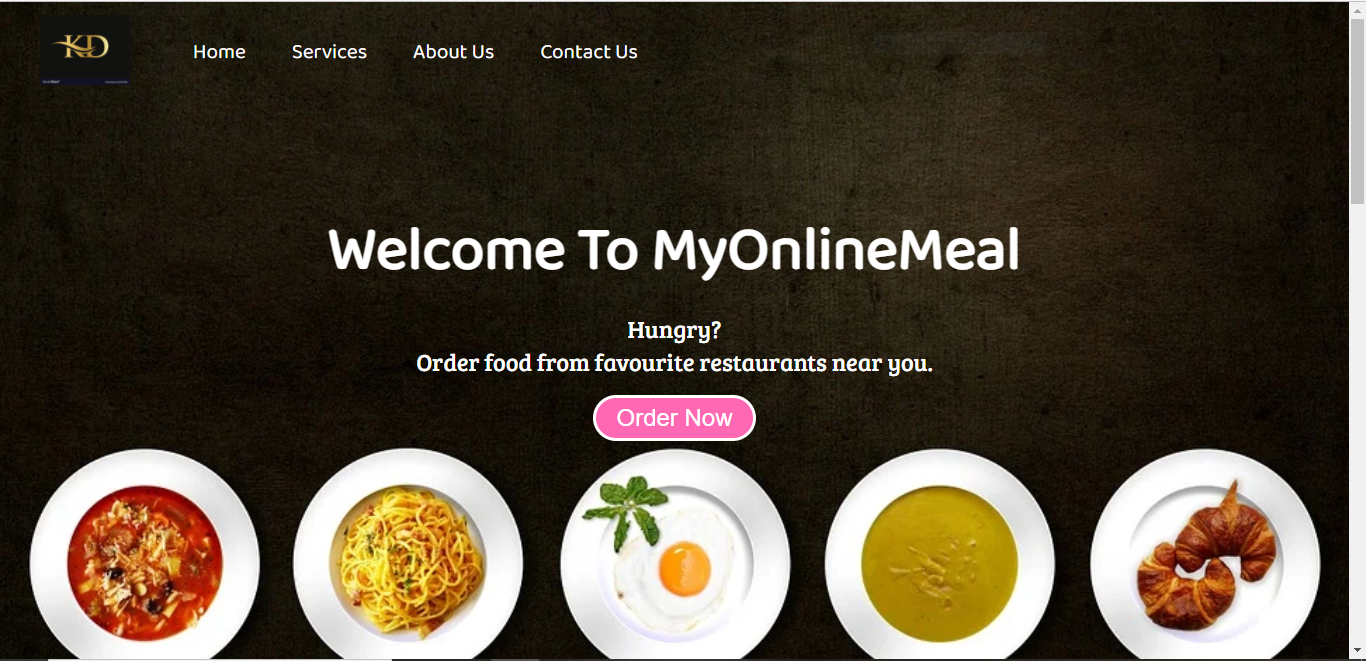 KD
Home Services About Us Contact Us
Welcome To MyOnlineMeal
Hungry?
Order food from favourite restaurants near you.
Order Now